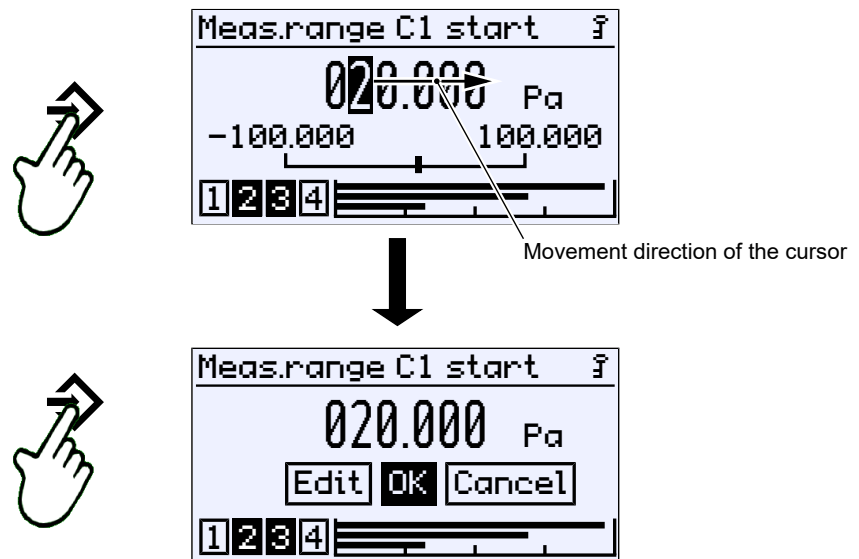 Meas.range C1 start
020.000 Pa
-100.000 100.000
1 2 3 4
Movement direction of the cursor
Meas.range C1 start
020.000 Pa
Edit OK Cancel
1 2 3 4